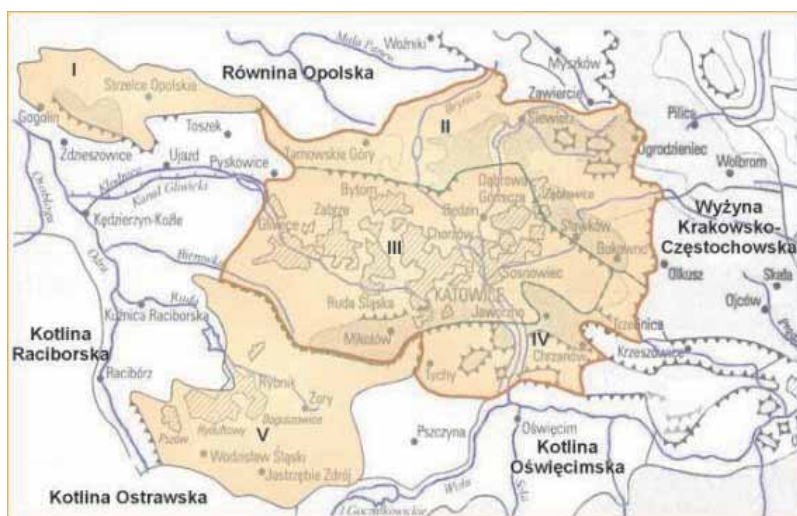 Woźniki
Mała Panew
Myszków
I
Równina Opolska
Zawiercie
Strzelce Opolskie
Brynica
Pilica
Gogolin
II
Siewierz
Toszek
Ogrodzieniec
Zdzieszowice
Ujazd
Tarnowskie Góry
Wolbrom
Pyskowice
Kłodnica
Kanał Gliwicki
Bytom
Dąbrowa
Górnicza
Ząbkowice
Wyżyna
Krakowsko-
Częstochowska
Osobłoga
Kędzierzyn-Koźle
Zabrze
Będzin
Gliwice
Chorzów
Sławków
Odra
Bierawka
III
Bukowno
Sosnowiec
Olkusz
Skała
Ruda
Ruda Śląska
KATOWICE
Jaworzno
Ojców
Kuźnia Raciborska
Kotlina
Raciborska
Mikołów
IV
Trzebinia
Chrzanów
Krzeszowice
Racibórz
Rybnik
Tychy
Żory
Boguszowice
Pszów
Rydułtowy
V
Pszczyna
Oświęcim
Kotlina
Oświęcimska
Wodzisław Śląski
Jastrzębie Zdrój
Wisła
Soła
Kotlina Ostrawska
J. Goczałkowickie